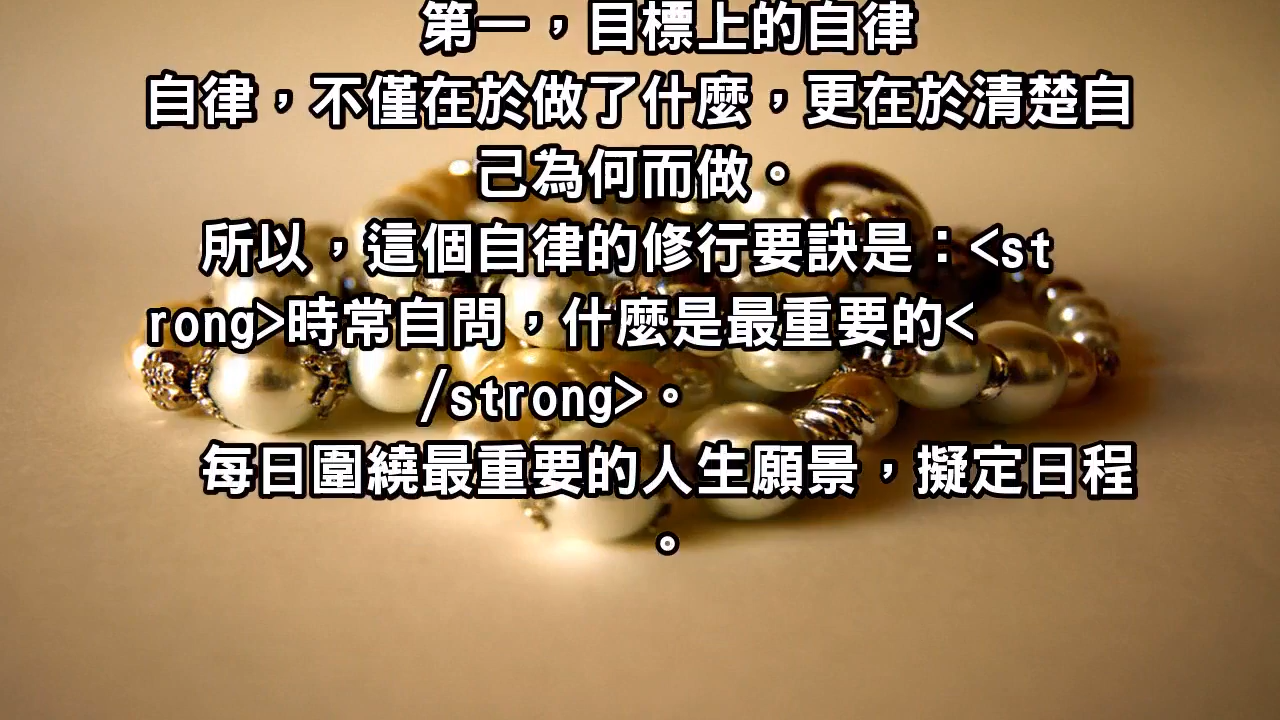 第一，目標上的自律
自律，不僅在於做了什麼，更在於清楚自
己為何而做。
所以，這個自律的修行要訣是：<st
rong>時常自問，什麼是最重要的<
/strong>。
每日圍繞最重要的人生願景，擬定日程
。